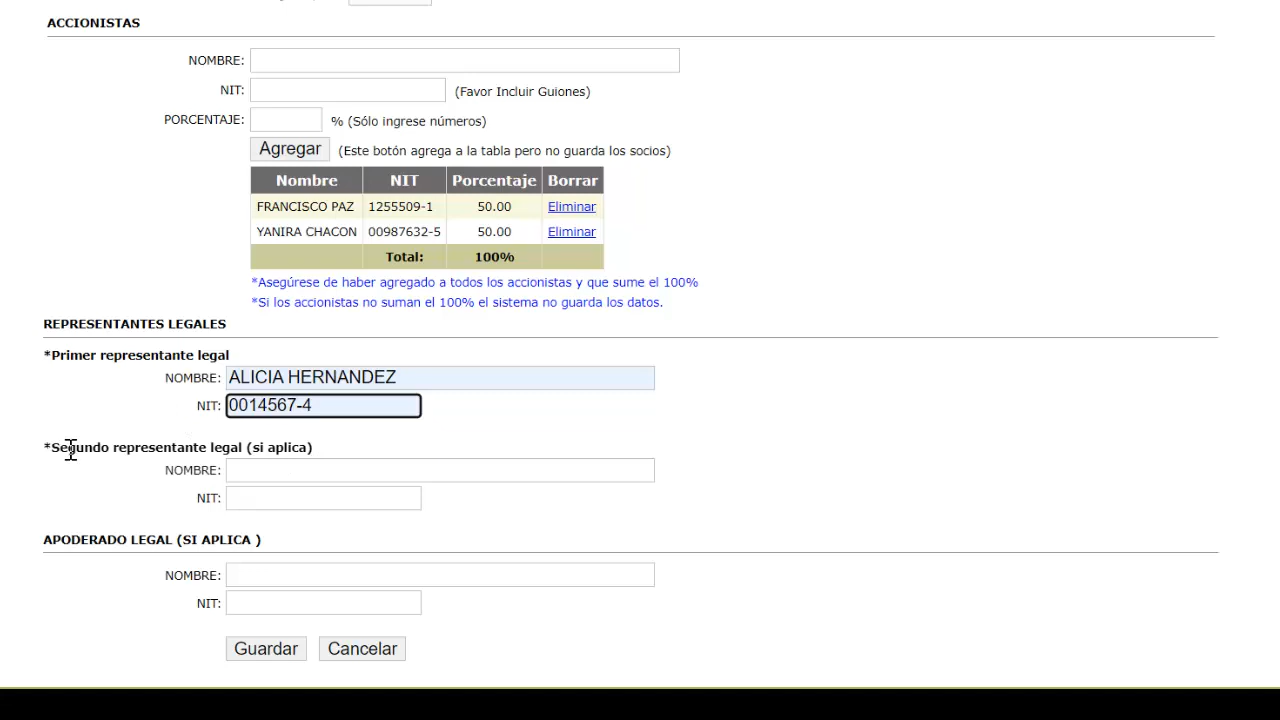 ACCIONISTAS
NOMBRE:
NIT: (Favor Incluir Guiones)
PORCENTAJE: % (Sólo ingrese números)
Agregar (Este botón agrega a la tabla pero no guarda los socios)
Nombre NIT Porcentaje Borrar
FRANCISCO PAZ 1255509-1 50.00 Eliminar
YANIRA CHACON 00987632-5 50.00 Eliminar
Total: 100%
*Asegúrese de haber agregado a todos los accionistas y que sume el 100%
*Si los accionistas no suman el 100% el sistema no guarda los datos.
REPRESENTANTES LEGALES
*Primer representante legal
NOMBRE: ALICIA HERNANDEZ
NIT: 0014567-4
*Segundo representante legal (si aplica)
NOMBRE:
NIT:
APODERADO LEGAL (SI APLICA )
NOMBRE:
NIT:
Guardar Cancelar